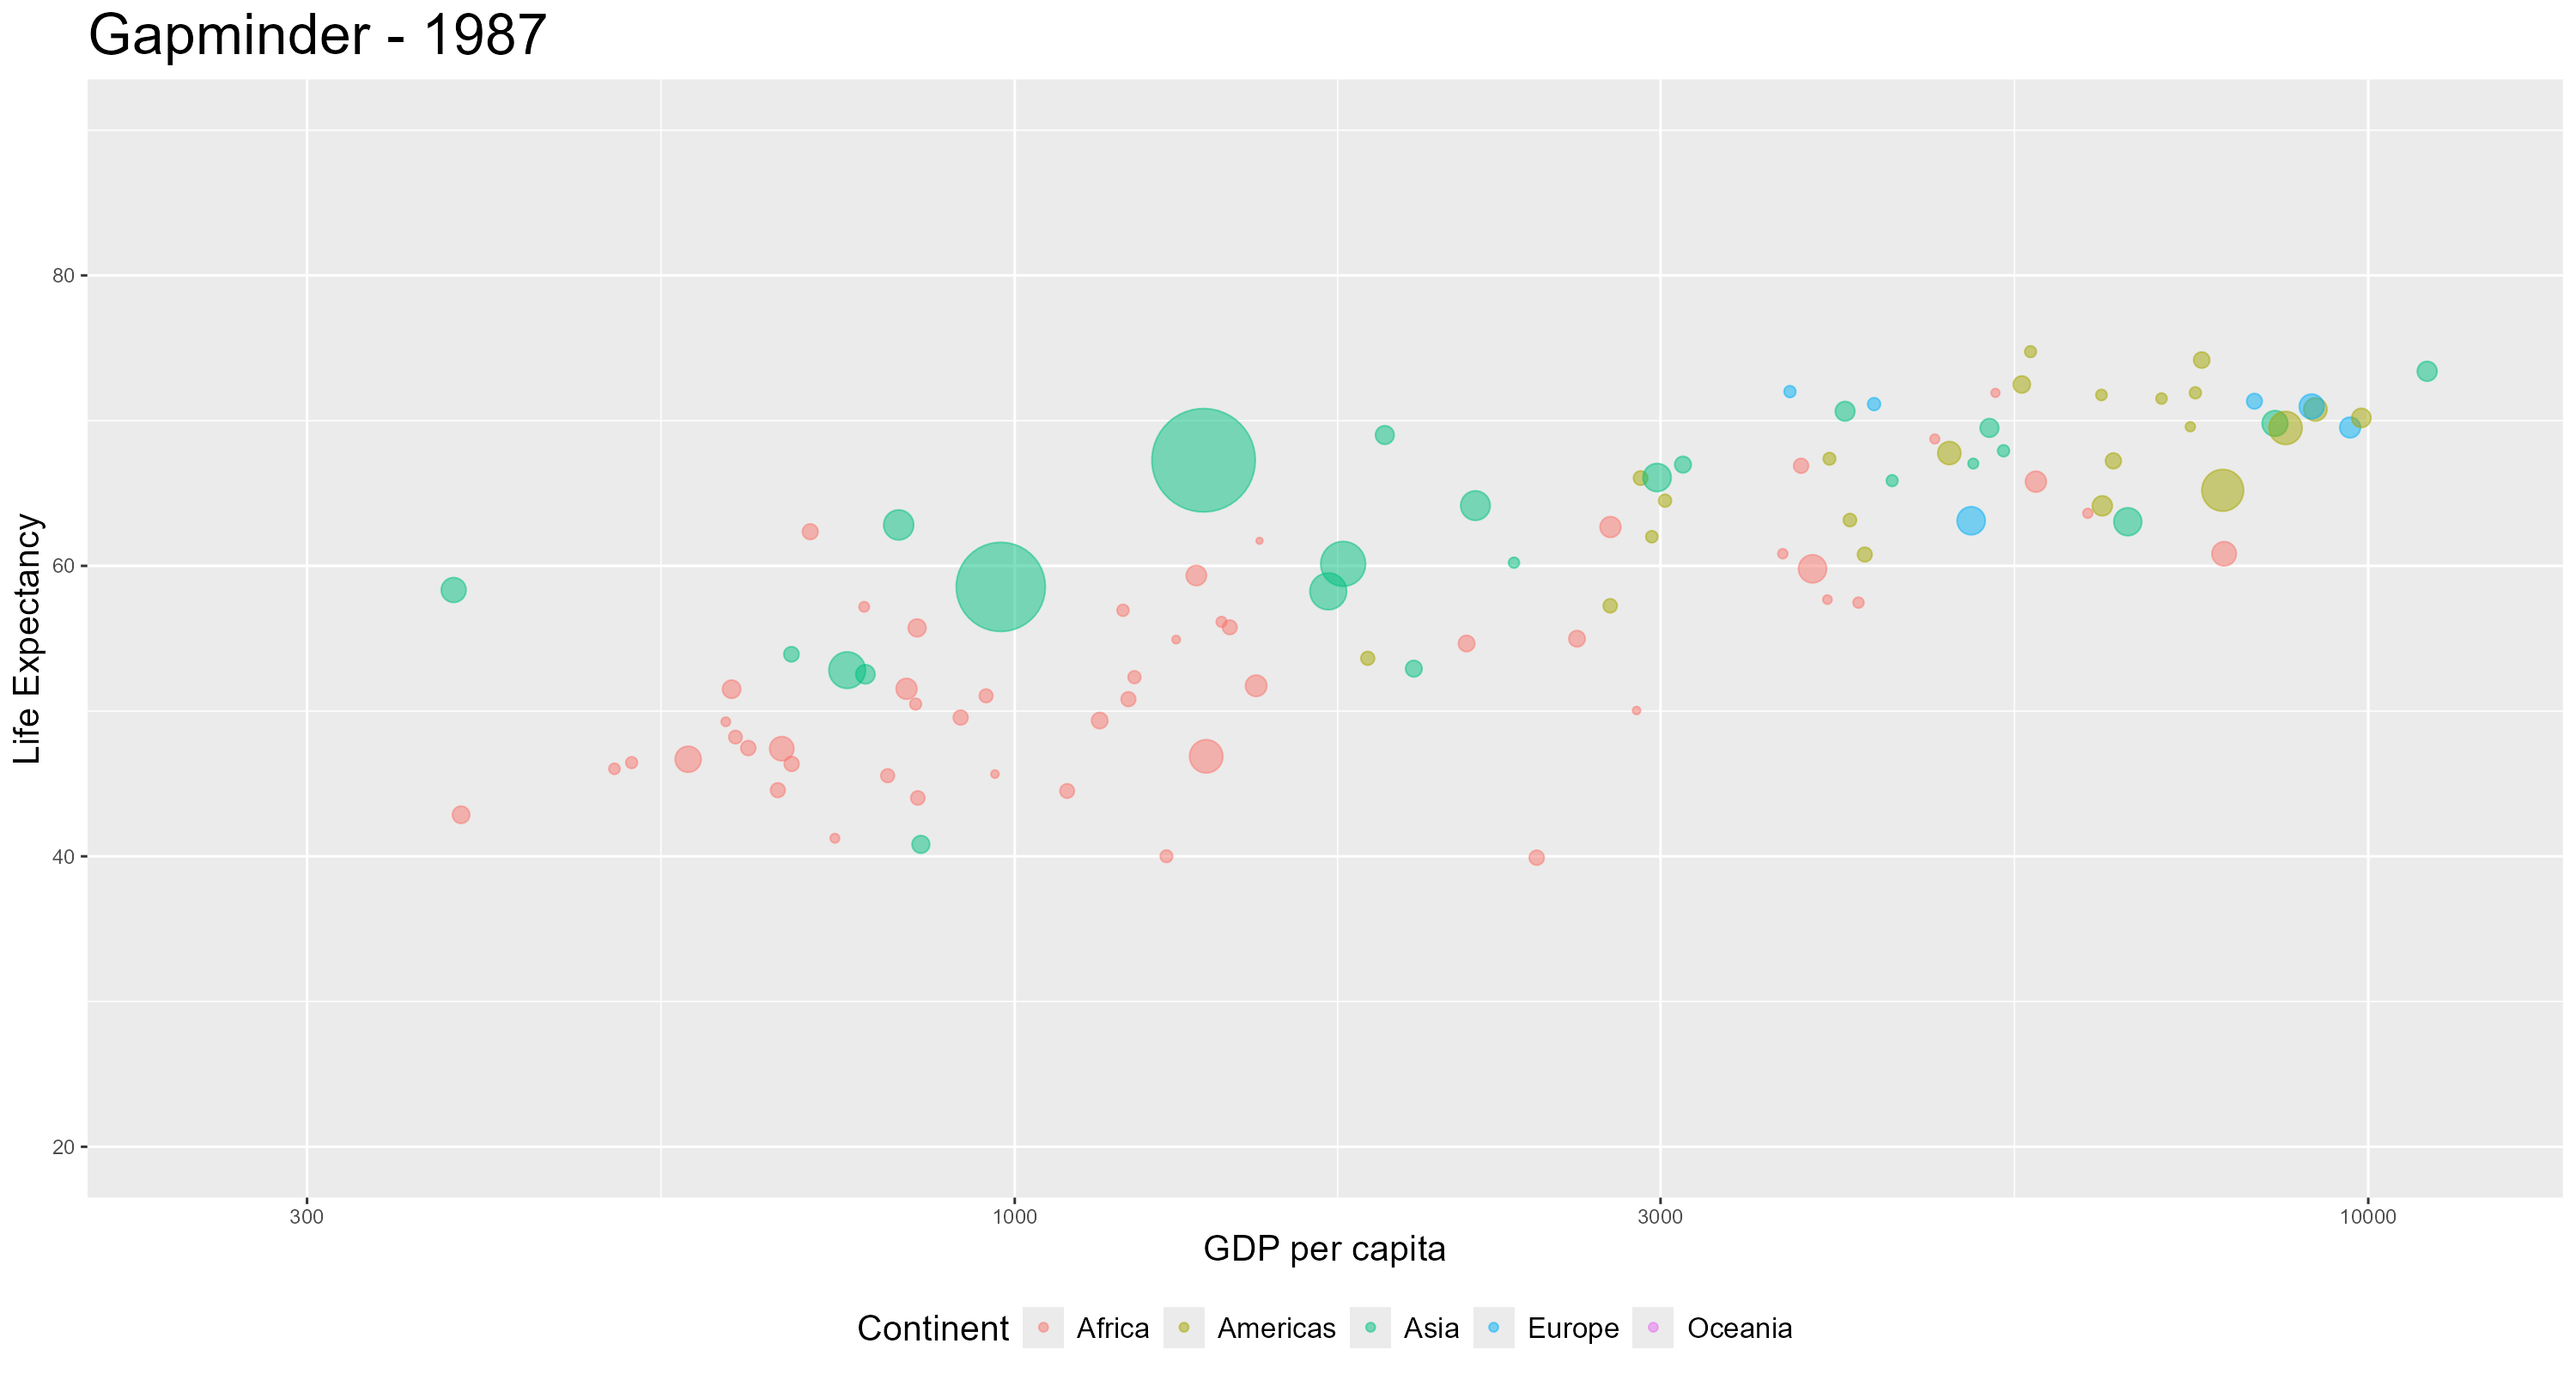 Gapminder - 1987
Life Expectancy
80
60
40
20
300 1000 3000 10000
GDP per capita
Continent Africa Americas Asia Europe Oceania